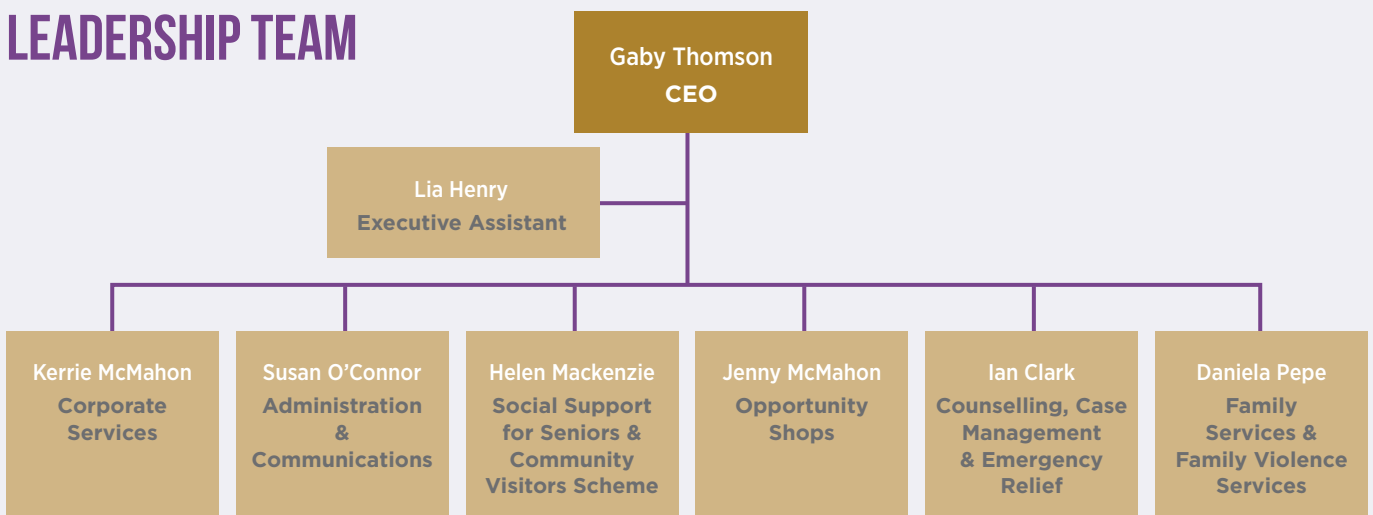 LEADERSHIP TEAM
Gaby Thomson
CEO
Lia Henry
Executive Assistant
Kerrie McMahon
Corporate
Services
Susan O’Connor
Administration
&
Communications
Helen Mackenzie
Social Support
for Seniors &
Community
Visitors Scheme
Jenny McMahon
Opportunity
Shops
Ian Clark
Counselling, Case
Management
& Emergency
Relief
Daniela Pepe
Family
Services &
Family Violence
Services